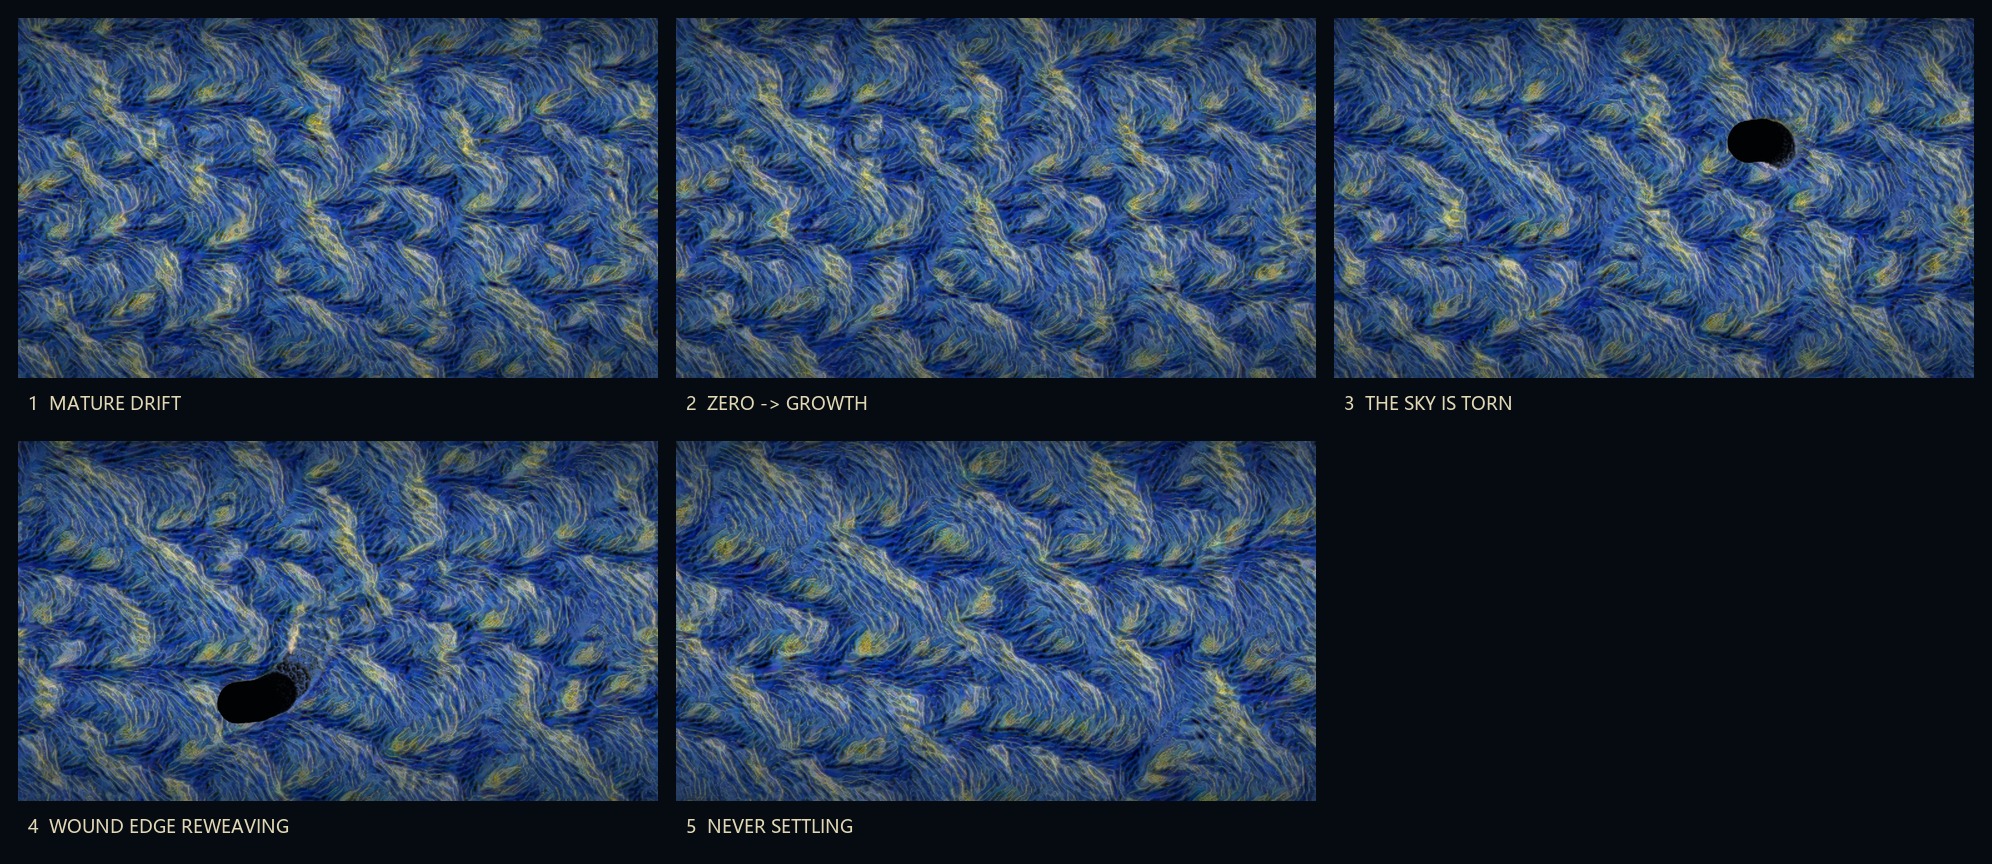 1 MATURE DRIFT
2 ZERO -> GROWTH
3 THE SKY IS TORN
4 WOUND EDGE REWEAVING
5 NEVER SETTLING